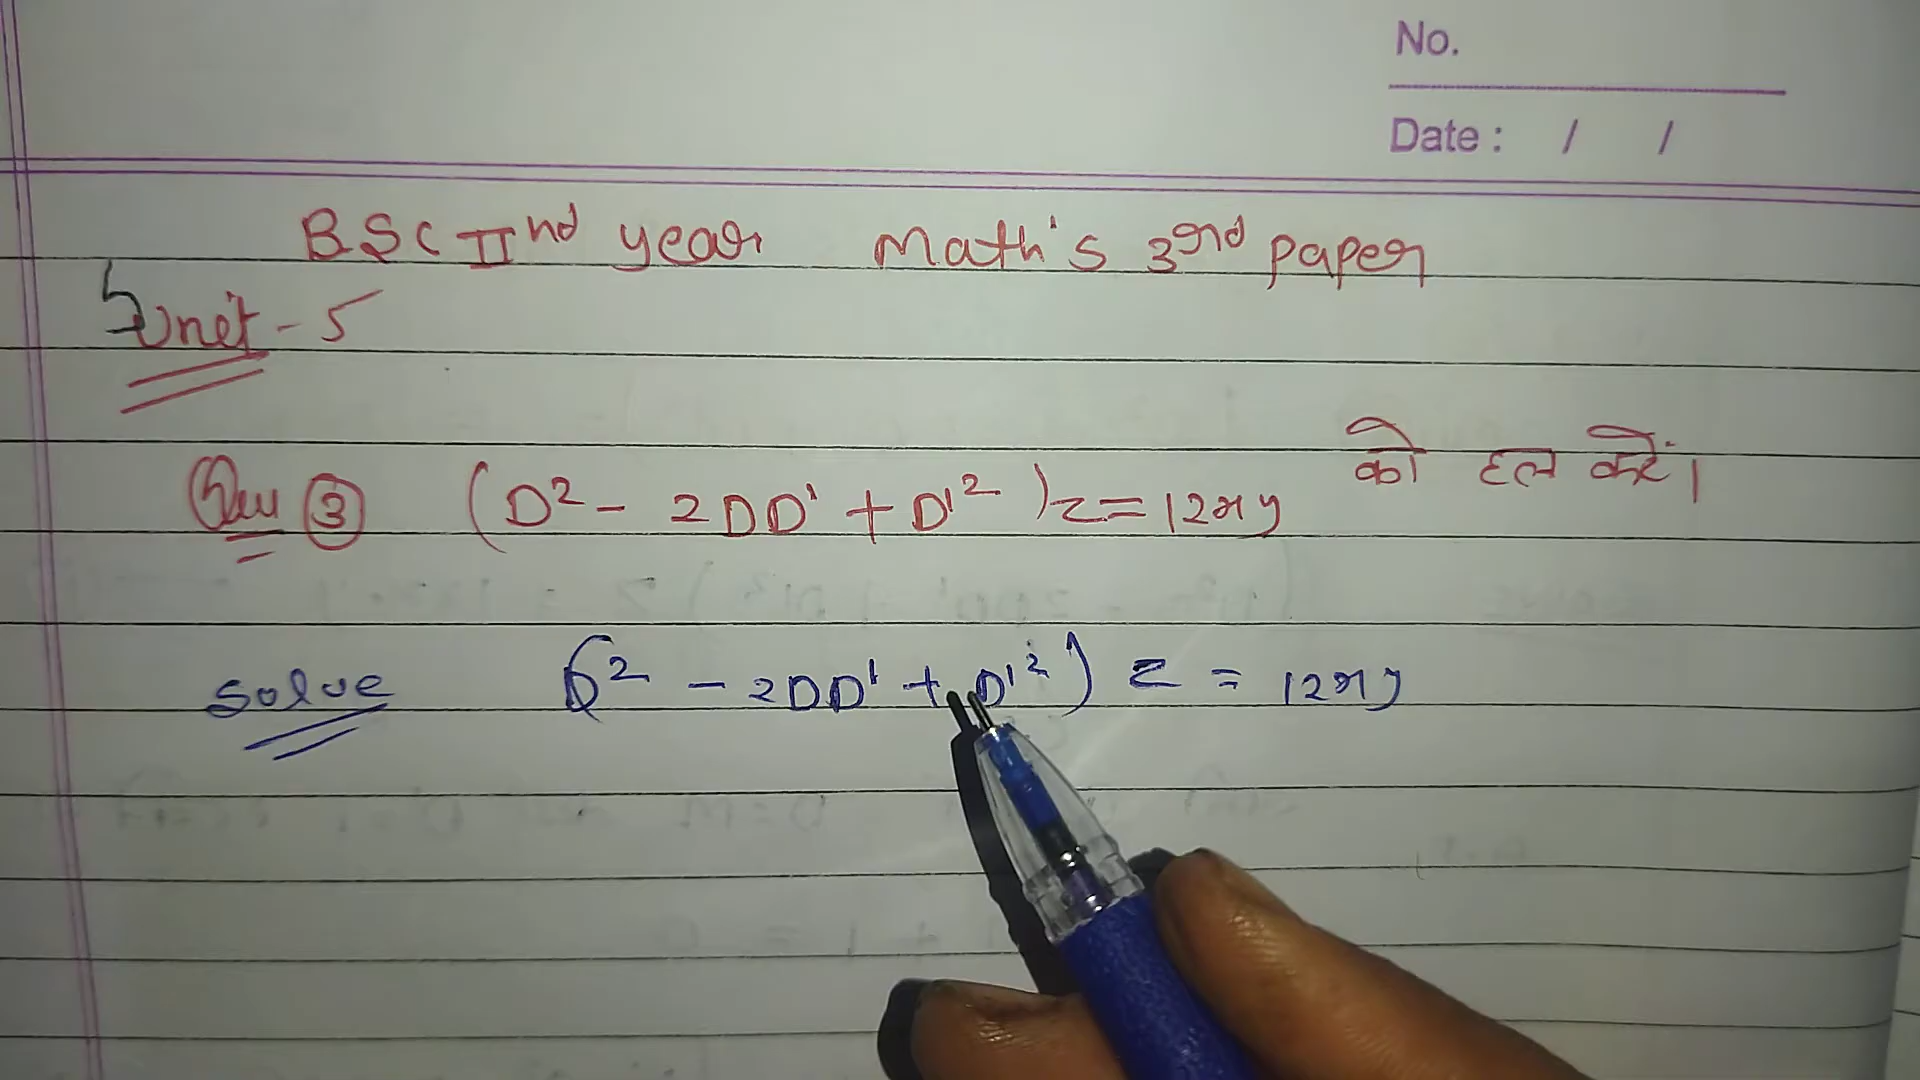 No.
Date : / /
BSC IInd year Math's 3rd paper
Unit - 5
Que ③ (D² - 2DD' + D'²)z = 12xy को हल करें।
Solve (D² - 2DD' + D'²) z = 12xy